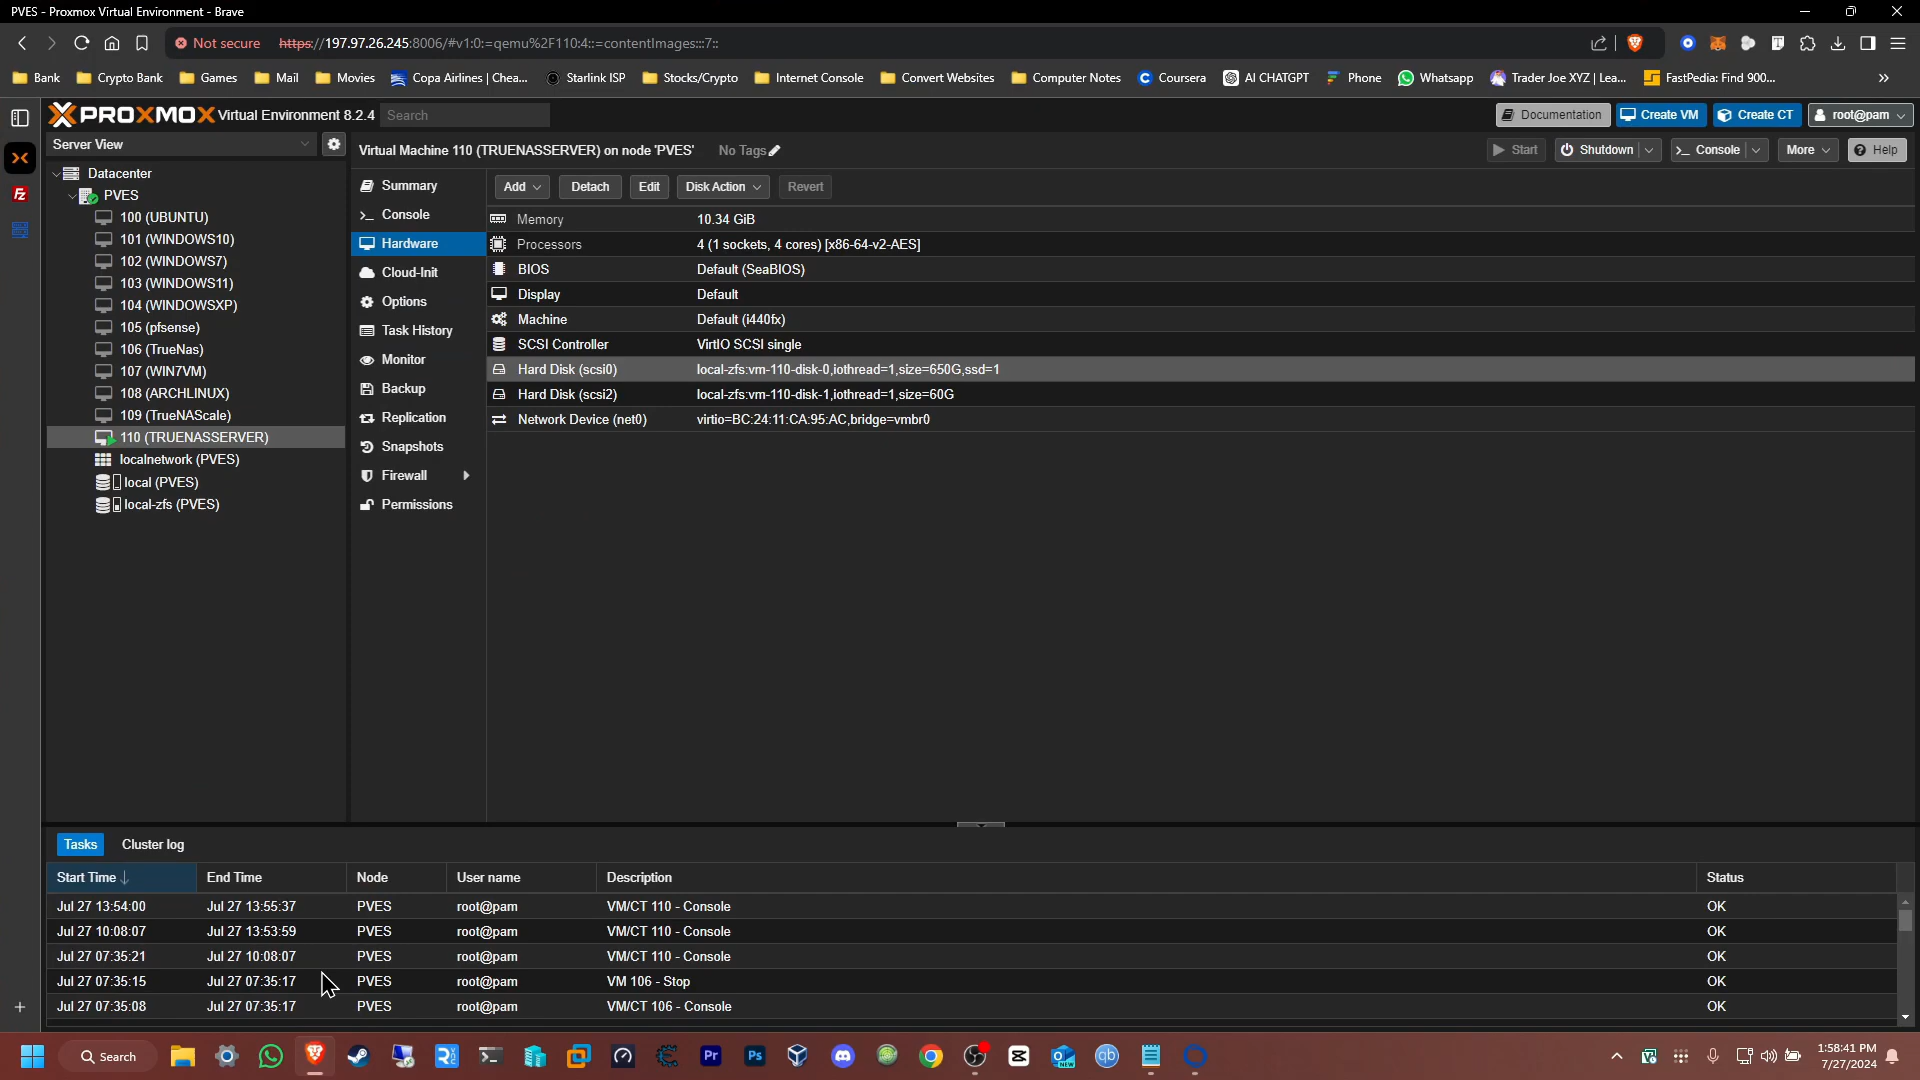 PVES - Proxmox Virtual Environment - Brave
Not secure https://197.97.26.245:8006/#v1:0:=qemu%2F110:4::=contentImages:::7::
Bank Crypto Bank Games Mail Movies Copa Airlines | Chea... Starlink ISP Stocks/Crypto Internet Console Convert Websites Computer Notes Coursera AI CHATGPT Phone Whatsapp Trader Joe XYZ | Lea... FastPedia: Find 900... »
PROXMOX Virtual Environment 8.2.4 Search Documentation Create VM Create CT root@pam
Server View
Virtual Machine 110 (TRUENASSERVER) on node 'PVES' No Tags Start Shutdown Console More Help
Datacenter
PVES
100 (UBUNTU)
101 (WINDOWS10)
102 (WINDOWS7)
103 (WINDOWS11)
104 (WINDOWSXP)
105 (pfsense)
106 (TrueNas)
107 (WIN7VM)
108 (ARCHLINUX)
109 (TrueNAScale)
110 (TRUENASSERVER)
localnetwork (PVES)
local (PVES)
local-zfs (PVES)
Summary
Console
Hardware
Cloud-Init
Options
Task History
Monitor
Backup
Replication
Snapshots
Firewall
Permissions
Add Detach Edit Disk Action Revert
Memory 10.34 GiB
Processors 4 (1 sockets, 4 cores) [x86-64-v2-AES]
BIOS Default (SeaBIOS)
Display Default
Machine Default (i440fx)
SCSI Controller VirtIO SCSI single
Hard Disk (scsi0) local-zfs:vm-110-disk-0,iothread=1,size=650G,ssd=1
Hard Disk (scsi2) local-zfs:vm-110-disk-1,iothread=1,size=60G
Network Device (net0) virtio=BC:24:11:CA:95:AC,bridge=vmbr0
Tasks Cluster log
Start Time End Time Node User name Description Status
Jul 27 13:54:00 Jul 27 13:55:37 PVES root@pam VM/CT 110 - Console OK
Jul 27 10:08:07 Jul 27 13:53:59 PVES root@pam VM/CT 110 - Console OK
Jul 27 07:35:21 Jul 27 10:08:07 PVES root@pam VM/CT 110 - Console OK
Jul 27 07:35:15 Jul 27 07:35:17 PVES root@pam VM 106 - Stop OK
Jul 27 07:35:08 Jul 27 07:35:17 PVES root@pam VM/CT 106 - Console OK
Search Pr Ps qb 1:58:41 PM
7/27/2024